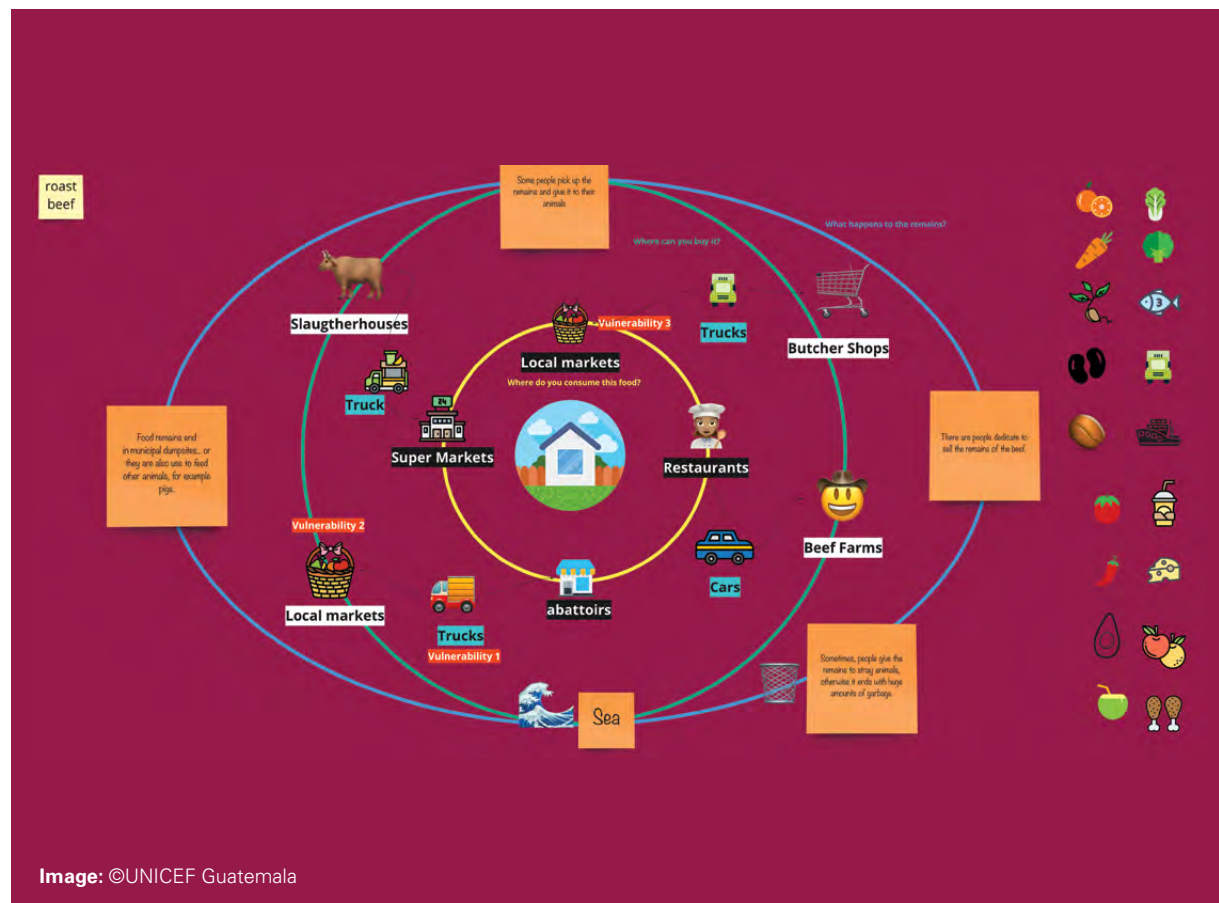 roast
beef
Some people pick up the
remains and give it to their
animals
What happens to the remains?
Where can you buy it?
Slaugtherhouses
Trucks
Butcher Shops
Vulnerability 3
Local markets
Where do you consume this food?
Truck
24
Super Markets
Restaurants
Food remains end
in municipal dumpsites... or
they are also use to feed
other animals, for example
pigs.
There are people dedicate to
sell the remains of the beef.
Vulnerability 2
Local markets
Beef Farms
Cars
abattoirs
Trucks
Vulnerability 1
Sometimes, people give the
remains to stray animals,
otherwise it ends with huge
amounts of garbage.
Sea
3
Image: ©UNICEF Guatemala